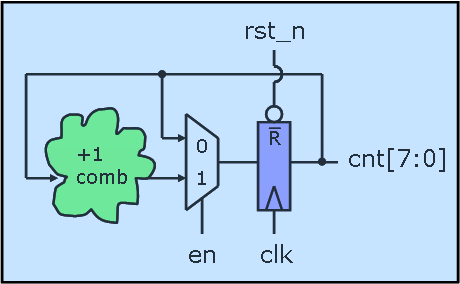 rst_n
R̅
0
+1
comb
1
cnt[7:0]
en
clk